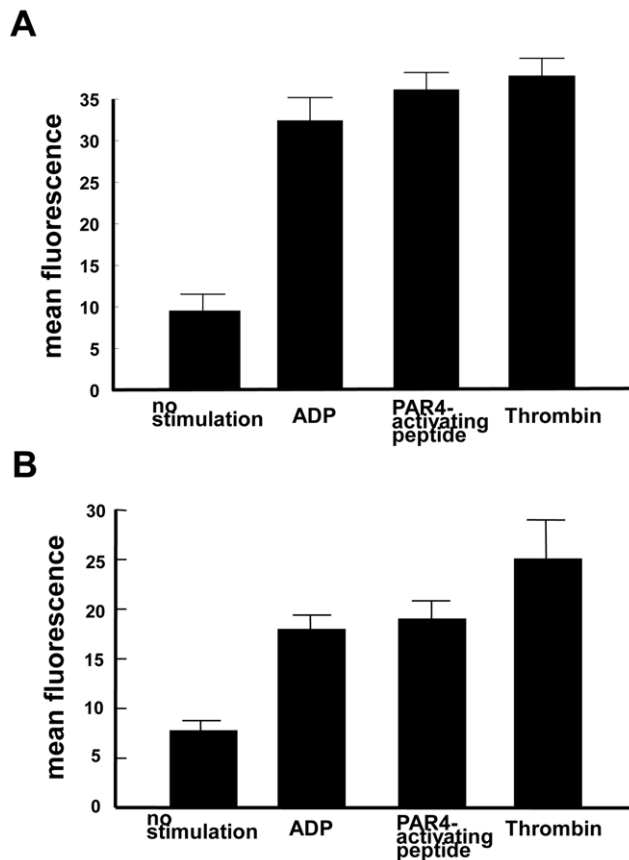 A
mean fluorescence
35
30
25
20
15
10
5
0
no
stimulation
ADP
PAR4-
activating
peptide
Thrombin
B
mean fluorescence
30
25
20
15
10
5
0
no
stimulation
ADP
PAR4-
activating
peptide
Thrombin